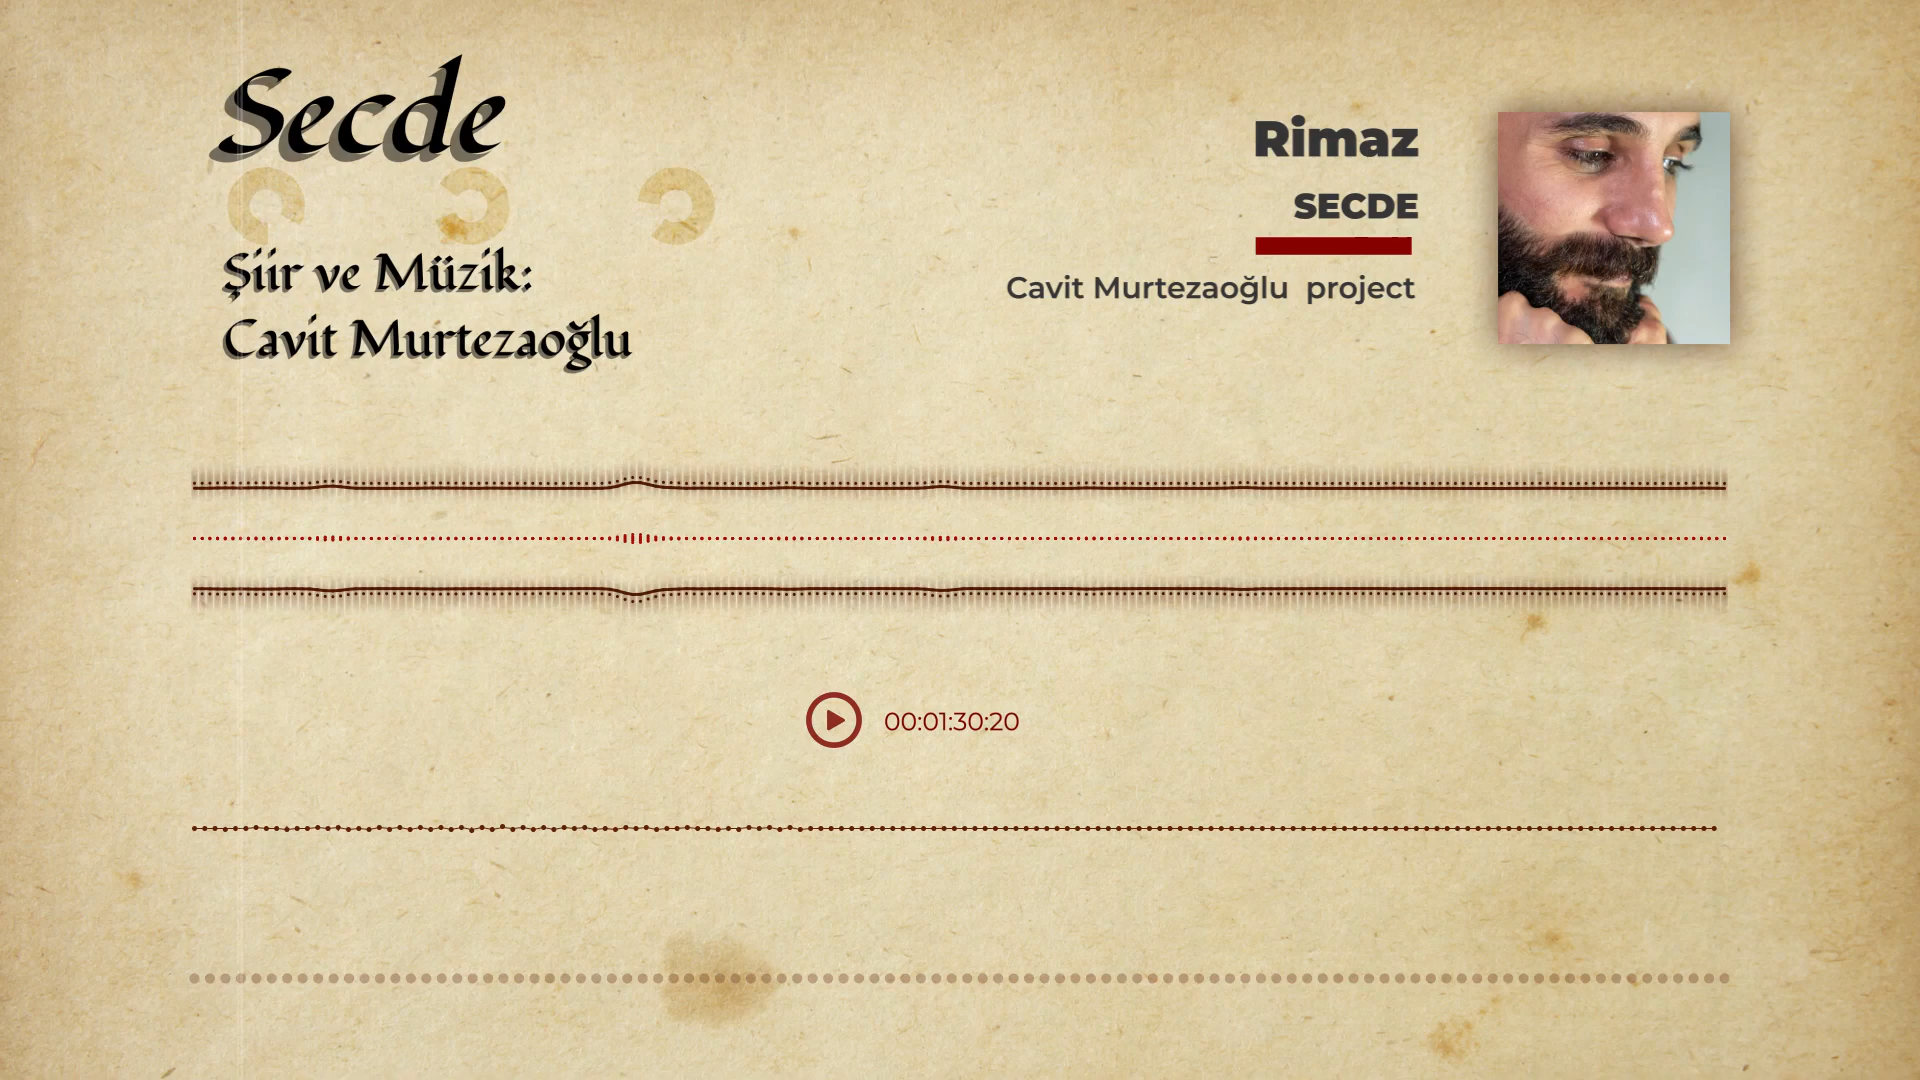 Secde
Şiir ve Müzik:
Cavit Murtezaoğlu
Rimaz
SECDE
Cavit Murtezaoğlu project
00:01:30:20